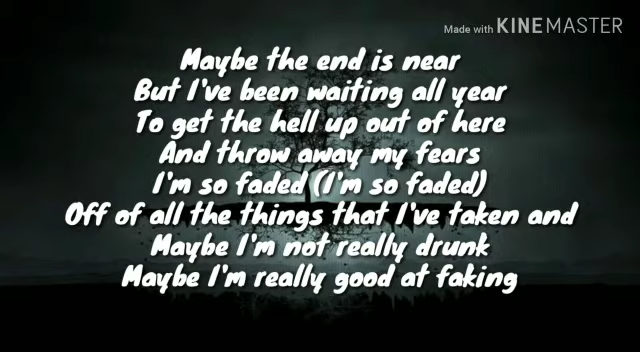 Made with KINEMASTER
Maybe the end is near
But I've been waiting all year
To get the hell up out of here
And throw away my fears
I'm so faded (I'm so faded)
Off of all the things that I've taken and
Maybe I'm not really drunk
Maybe I'm really good at faking